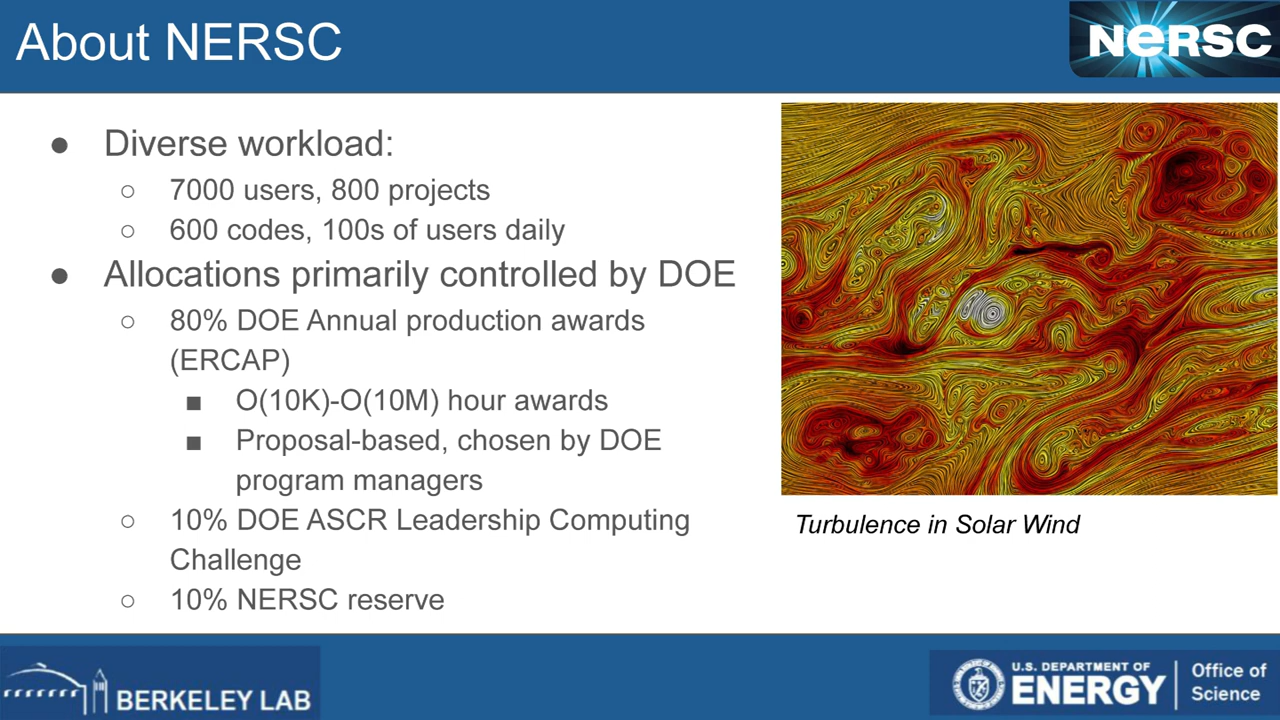 About NERSC
NeRSC
● Diverse workload:
○ 7000 users, 800 projects
○ 600 codes, 100s of users daily
● Allocations primarily controlled by DOE
○ 80% DOE Annual production awards
(ERCAP)
■ O(10K)-O(10M) hour awards
■ Proposal-based, chosen by DOE
program managers
○ 10% DOE ASCR Leadership Computing
Challenge
○ 10% NERSC reserve
Turbulence in Solar Wind
BERKELEY LAB
U.S. DEPARTMENT OF
ENERGY
Office of
Science